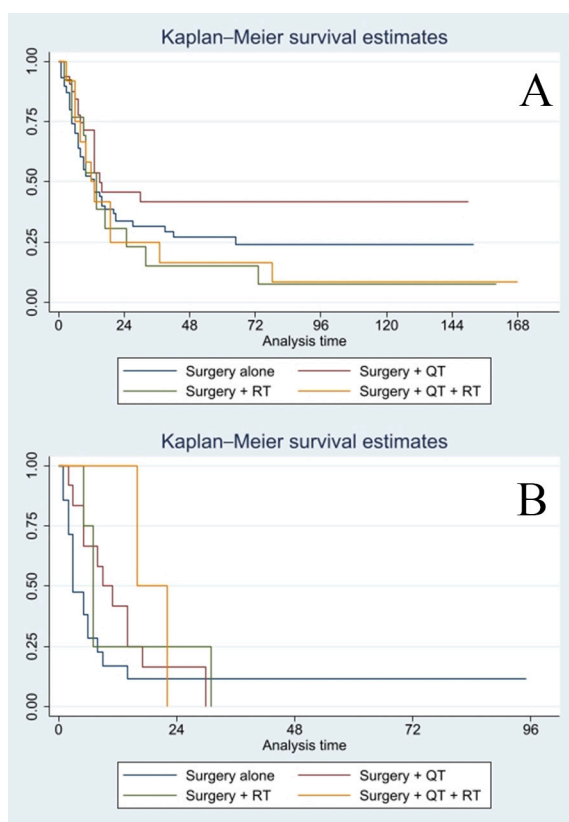 Kaplan–Meier survival estimates
A
1.00
0.75
0.50
0.25
0.00
0 24 48 72 96 120 144 168
Analysis time
Surgery alone Surgery + QT
Surgery + RT Surgery + QT + RT
Kaplan–Meier survival estimates
B
1.00
0.75
0.50
0.25
0.00
0 24 48 72 96
Analysis time
Surgery alone Surgery + QT
Surgery + RT Surgery + QT + RT